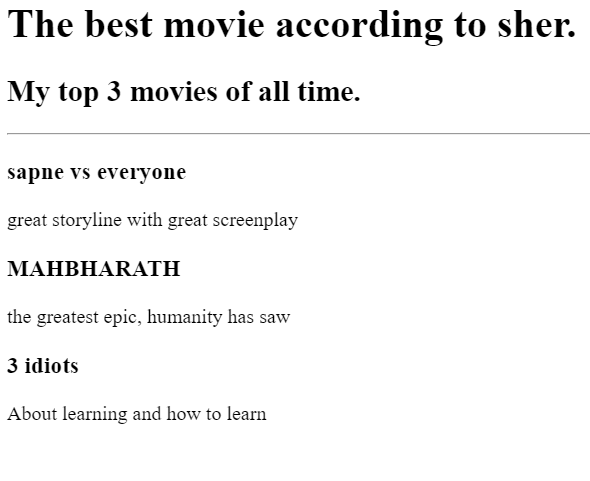 The best movie according to sher.
My top 3 movies of all time.
sapne vs everyone
great storyline with great screenplay
MAHBHARATH
the greatest epic, humanity has saw
3 idiots
About learning and how to learn